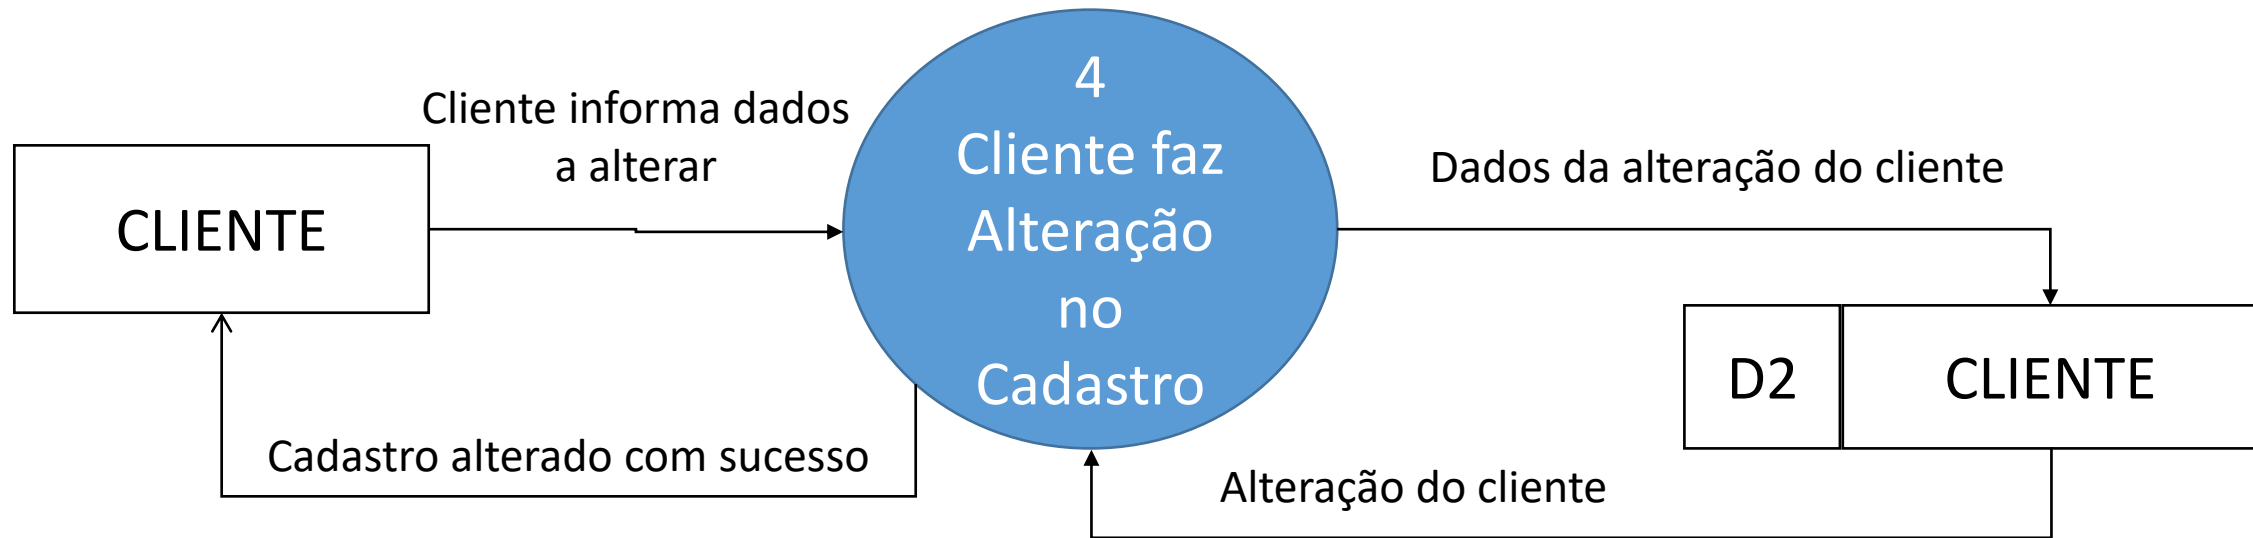 CLIENTE
Cliente informa dados
a alterar
4
Cliente faz
Alteração
no
Cadastro
Dados da alteração do cliente
D2
CLIENTE
Cadastro alterado com sucesso
Alteração do cliente